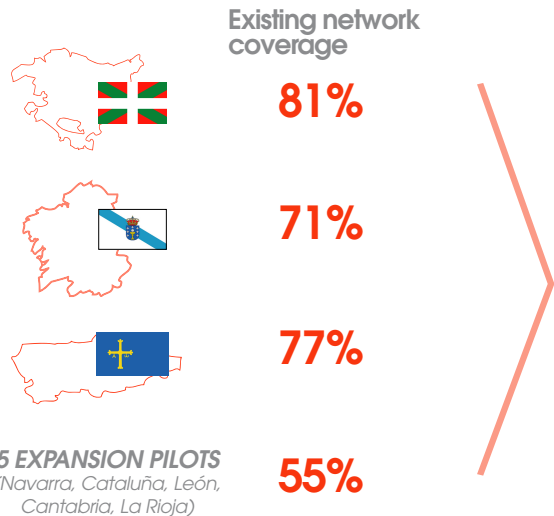 Existing network
coverage
81%
71%
77%
5 EXPANSION PILOTS
(Navarra, Cataluña, León,
Cantabria, La Rioja)
55%